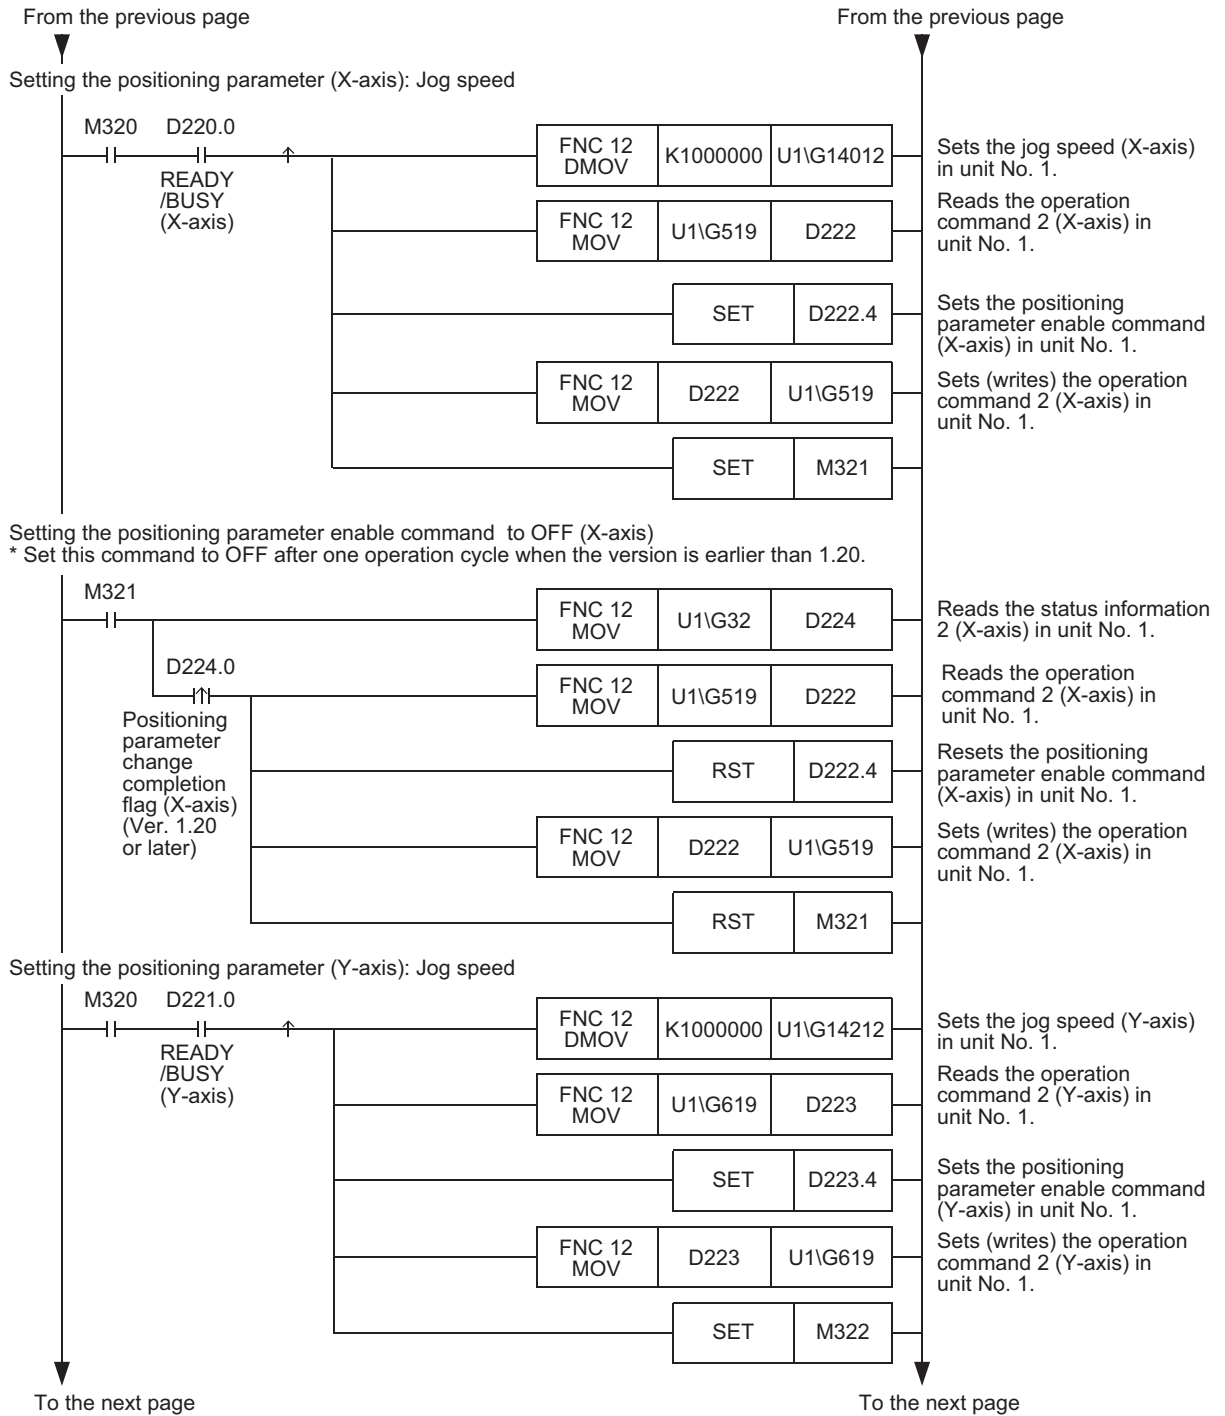 From the previous page
From the previous page
Setting the positioning parameter (X-axis): Jog speed
M320
D220.0
READY
/BUSY
(X-axis)
FNC 12
DMOV
K1000000
U1\G14012
Sets the jog speed (X-axis)
in unit No. 1.
FNC 12
MOV
U1\G519
D222
Reads the operation
command 2 (X-axis) in
unit No. 1.
SET
D222.4
Sets the positioning
parameter enable command
(X-axis) in unit No. 1.
FNC 12
MOV
D222
U1\G519
Sets (writes) the operation
command 2 (X-axis) in
unit No. 1.
SET
M321
Setting the positioning parameter enable command to OFF (X-axis)
* Set this command to OFF after one operation cycle when the version is earlier than 1.20.
M321
FNC 12
MOV
U1\G32
D224
Reads the status information
2 (X-axis) in unit No. 1.
D224.0
Positioning
parameter
change
completion
flag (X-axis)
(Ver. 1.20
or later)
FNC 12
MOV
U1\G519
D222
Reads the operation
command 2 (X-axis) in
unit No. 1.
RST
D222.4
Resets the positioning
parameter enable command
(X-axis) in unit No. 1.
FNC 12
MOV
D222
U1\G519
Sets (writes) the operation
command 2 (X-axis) in
unit No. 1.
RST
M321
Setting the positioning parameter (Y-axis): Jog speed
M320
D221.0
READY
/BUSY
(Y-axis)
FNC 12
DMOV
K1000000
U1\G14212
Sets the jog speed (Y-axis)
in unit No. 1.
FNC 12
MOV
U1\G619
D223
Reads the operation
command 2 (Y-axis) in
unit No. 1.
SET
D223.4
Sets the positioning
parameter enable command
(Y-axis) in unit No. 1.
FNC 12
MOV
D223
U1\G619
Sets (writes) the operation
command 2 (Y-axis) in
unit No. 1.
SET
M322
To the next page
To the next page